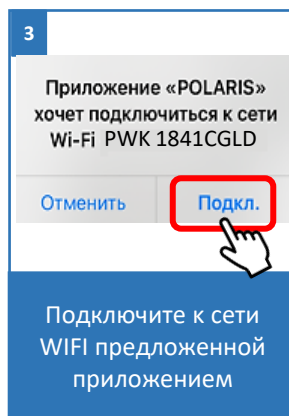 3
Приложение «POLARIS»
хочет подключиться к сети
Wi-Fi PWK 1841CGLD
Отменить Подкл.
Подключите к сети
WIFI предложенной
приложением